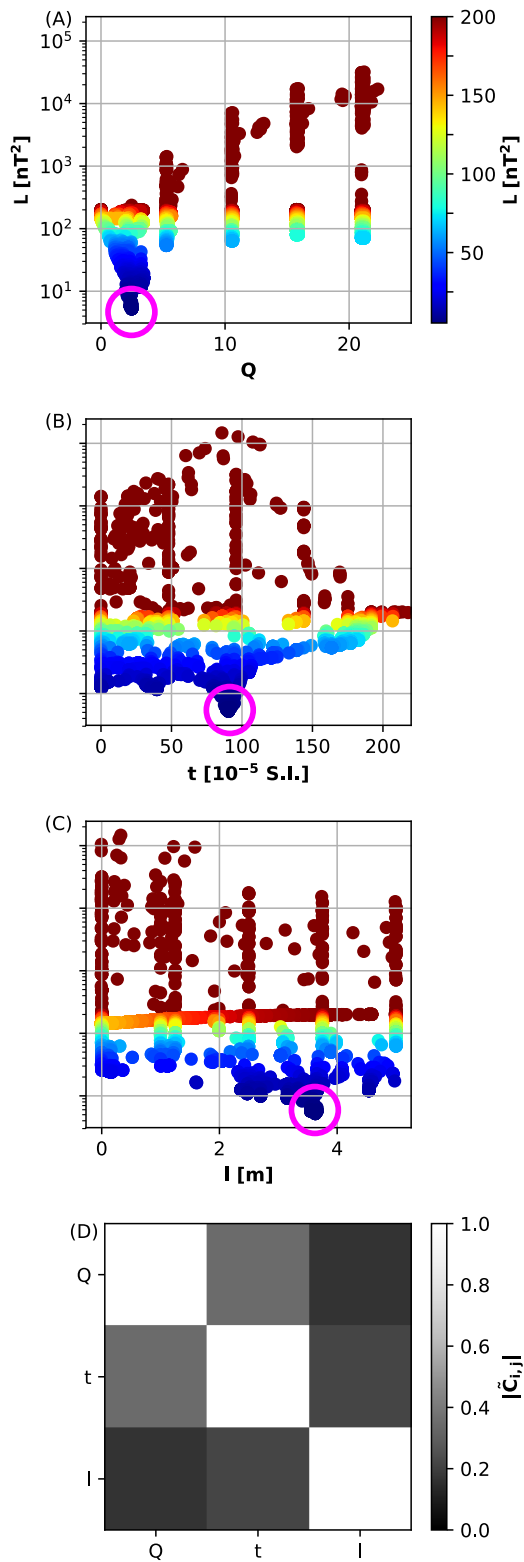 (A)
L [nT²]
10⁵
10⁴
10³
10²
10¹
0
10
20
Q
200
150
100
50
L [nT²]
(B)
0
50
100
150
200
t [10⁻⁵ S.I.]
(C)
0
2
4
l [m]
(D)
Q
t
l
Q
t
l
1.0
0.8
0.6
0.4
0.2
0.0
|C̃ᵢ,ⱼ|